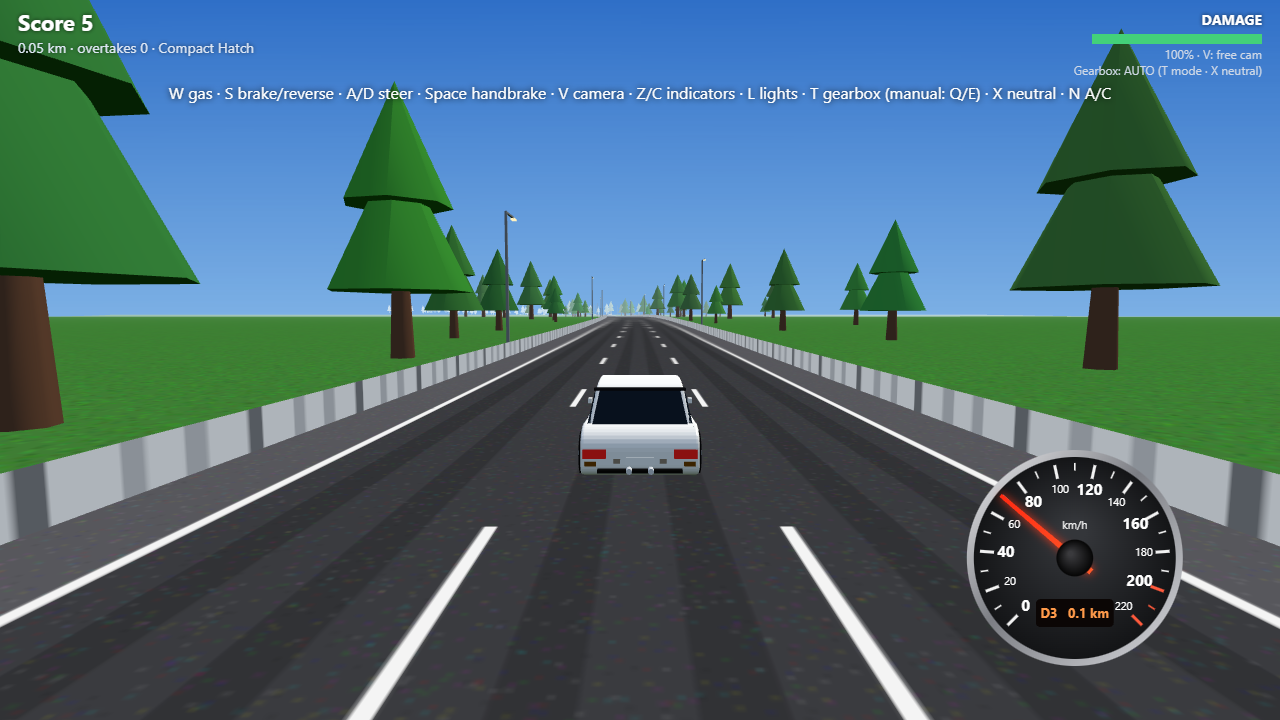 Score 5
0.05 km · overtakes 0 · Compact Hatch
DAMAGE
100% · V: free cam
Gearbox: AUTO (T mode · X neutral)
W gas · S brake/reverse · A/D steer · Space handbrake · V camera · Z/C indicators · L lights · T gearbox (manual: Q/E) · X neutral · N A/C
0
20
40
60
80
100
120
140
160
180
200
220
km/h
D3 0.1 km